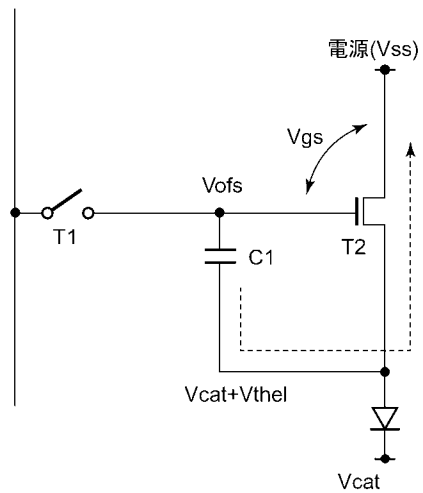 電源(Vss)
Vgs
Vofs
T1
C1
T2
Vcat+Vthel
Vcat